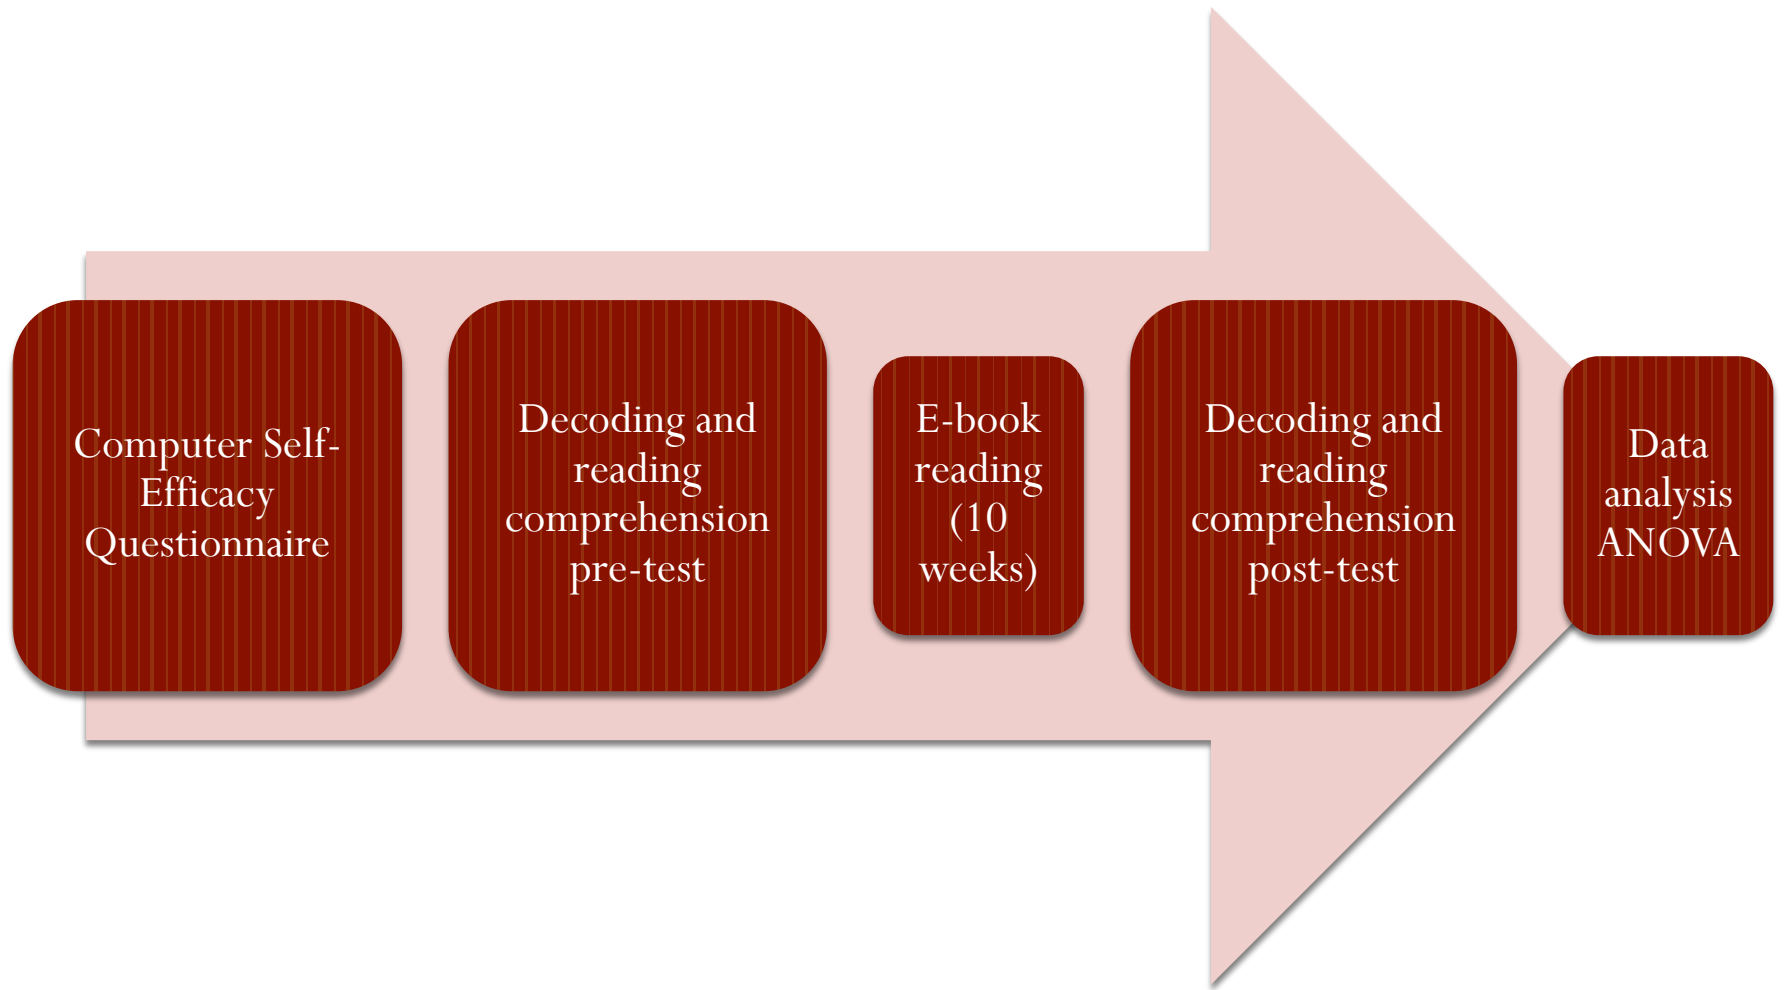 Computer Self-
Efficacy
Questionnaire
Decoding and
reading
comprehension
pre-test
E-book
reading
(10
weeks)
Decoding and
reading
comprehension
post-test
Data
analysis
ANOVA